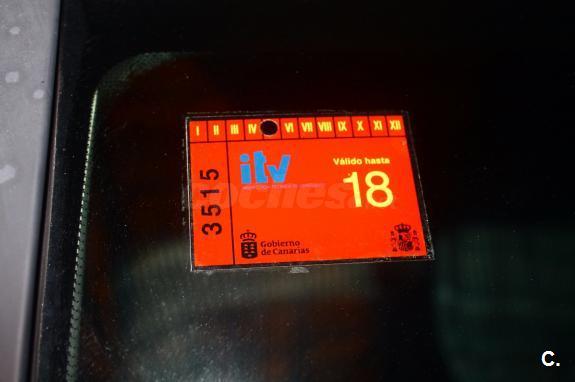 I II III IV VI VII VIII IX X XI XII
itv
Válido hasta
18
3515
Gobierno
de Canarias
coches.net
C.